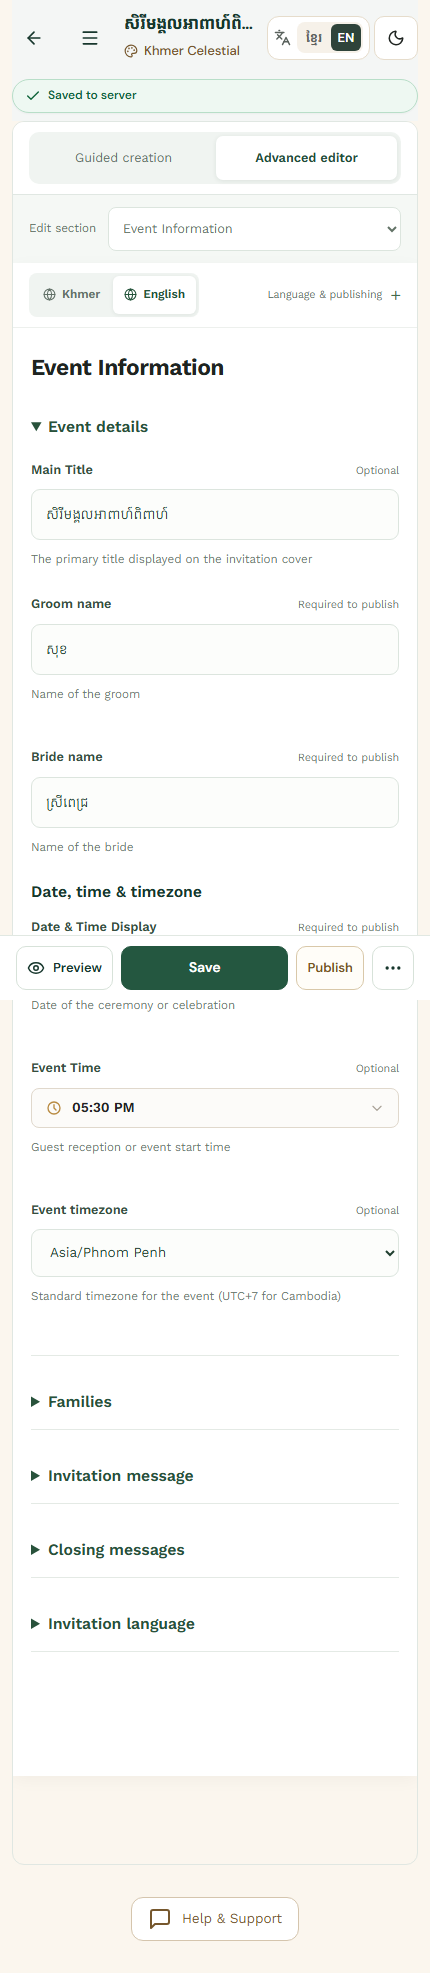 សិរីមង្គលអាពាហ៍ពិ...
Khmer Celestial
ខ្មែរ
EN
Saved to server
Guided creation
Advanced editor
Edit section
Event Information
Khmer
English
Language & publishing +
Event Information
Event details
Main Title
Optional
សិរីមង្គលអាពាហ៍ពិពាហ៍
The primary title displayed on the invitation cover
Groom name
Required to publish
សុខ
Name of the groom
Bride name
Required to publish
ស្រីពេជ្រ
Name of the bride
Date, time & timezone
Date & Time Display
Required to publish
Preview
Save
Publish
Date of the ceremony or celebration
Event Time
Optional
05:30 PM
Guest reception or event start time
Event timezone
Optional
Asia/Phnom Penh
Standard timezone for the event (UTC+7 for Cambodia)
Families
Invitation message
Closing messages
Invitation language
Help & Support